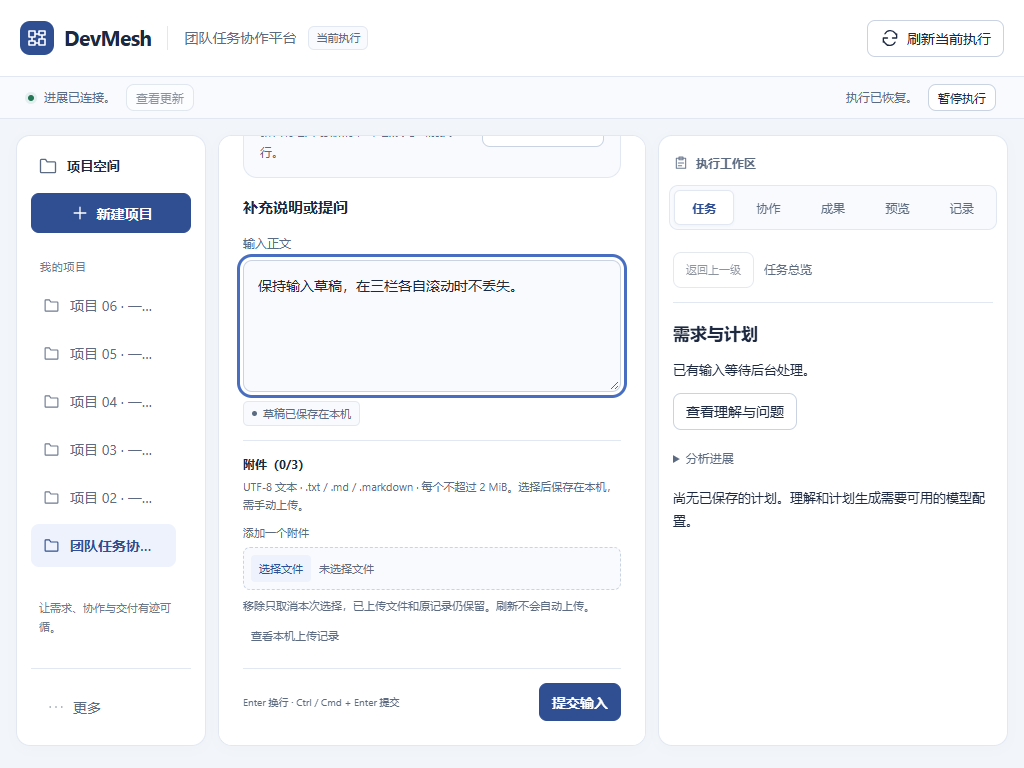 DevMesh
团队任务协作平台
当前执行
刷新当前执行
进展已连接。
查看更新
执行已恢复。
暂停执行
项目空间
新建项目
我的项目
项目 06 · 一...
项目 05 · 一...
项目 04 · 一...
项目 03 · 一...
项目 02 · 一...
团队任务协...
让需求、协作与交付有迹可
循。
··· 更多
行。
补充说明或提问
输入正文
保持输入草稿，在三栏各自滚动时不丢失。
草稿已保存在本机
附件（0/3）
UTF-8 文本 · .txt / .md / .markdown · 每个不超过 2 MiB。选择后保存在本机，
需手动上传。
添加一个附件
选择文件 未选择文件
移除只取消本次选择，已上传文件和原记录仍保留。刷新不会自动上传。
查看本机上传记录
Enter 换行 · Ctrl / Cmd + Enter 提交
提交输入
执行工作区
任务
协作
成果
预览
记录
返回上一级
任务总览
需求与计划
已有输入等待后台处理。
查看理解与问题
分析进展
尚无已保存的计划。理解和计划生成需要可用的模型配
置。